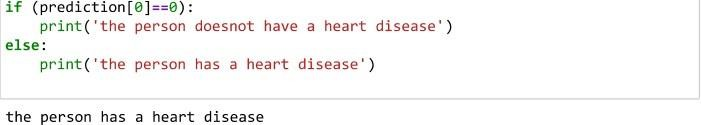 if (prediction[0]==0):
    print('the person doesnot have a heart disease')
else:
    print('the person has a heart disease')
the person has a heart disease